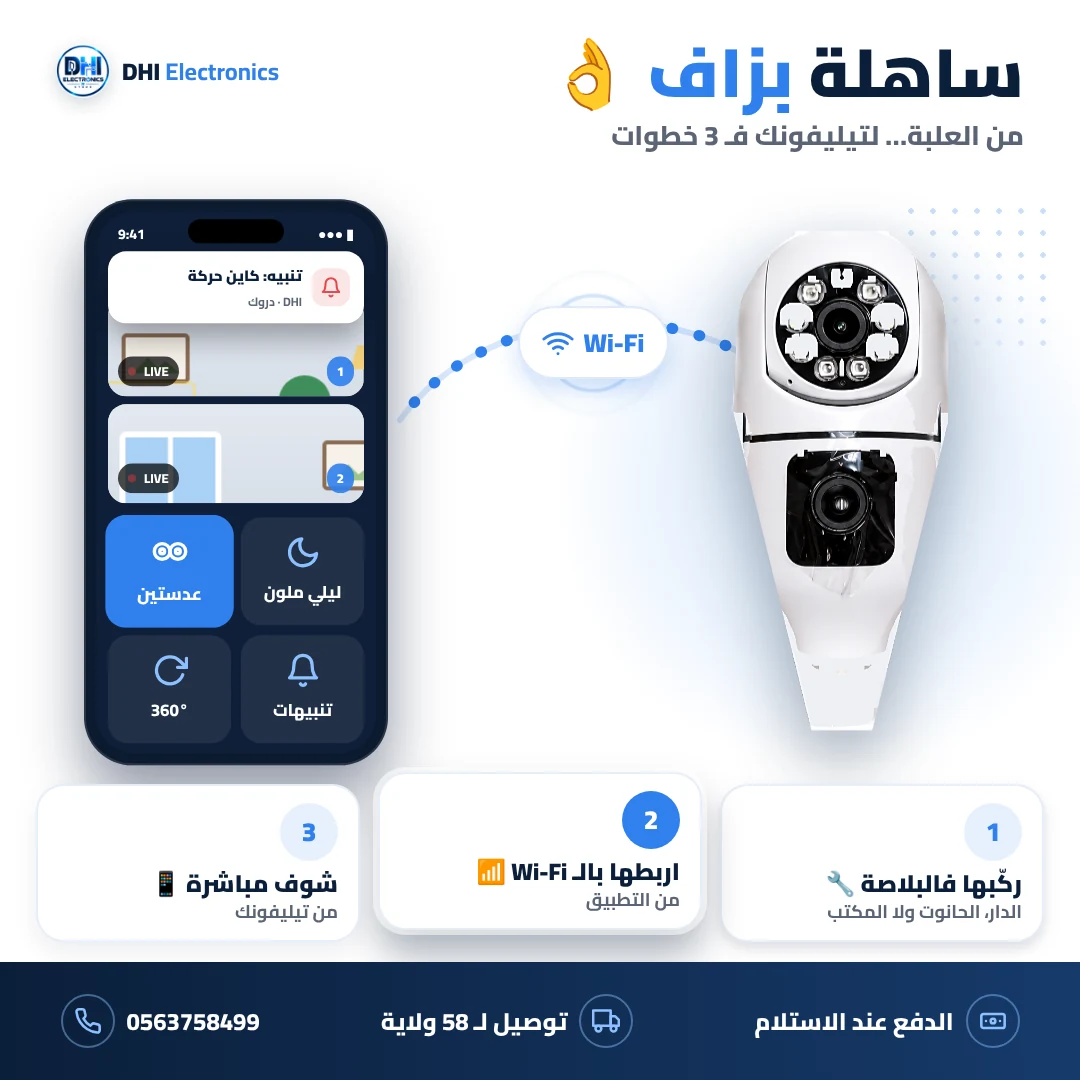 DHI Electronics
DHI
ELECTRONICS
ساهلة بزاف 👌
من العلبة... لتيليفونك فـ 3 خطوات
9:41
تنبيه: كاين حركة
DHI · دروك
LIVE
1
LIVE
2
عدستين
ليلي ملون
360°
تنبيهات
Wi-Fi
1
ركّبها فالبلاصة 🔧
الدار، الحانوت ولا المكتب
2
اربطها بالـ Wi-Fi 📶
من التطبيق
3
شوف مباشرة 📱
من تيليفونك
الدفع عند الاستلام
توصيل لـ 58 ولاية
0563758499